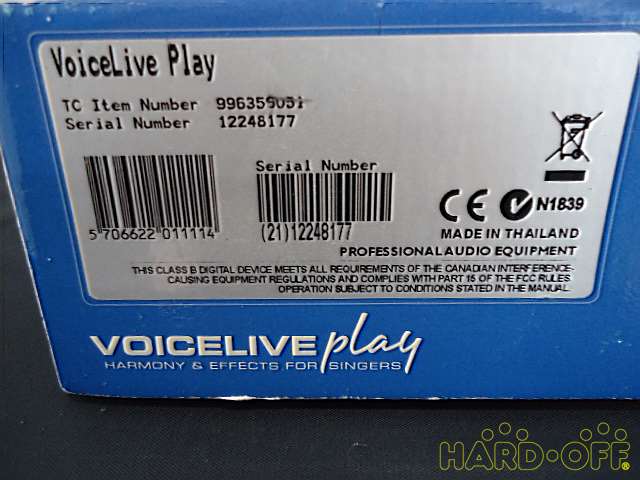 VoiceLive Play
TC Item Number 996359051
Serial Number 12248177
Serial Number
5 706622 011114
(21)12248177
CE N1839
MADE IN THAILAND
PROFESSIONAL AUDIO EQUIPMENT
THIS CLASS B DIGITAL DEVICE MEETS ALL REQUIREMENTS OF THE CANADIAN INTERFERENCE-
CAUSING EQUIPMENT REGULATIONS AND COMPLIES WITH PART 15 OF THE FCC RULES.
OPERATION SUBJECT TO CONDITIONS STATED IN THE MANUAL.
VOICELIVE play
HARMONY & EFFECTS FOR SINGERS
HARD-OFF